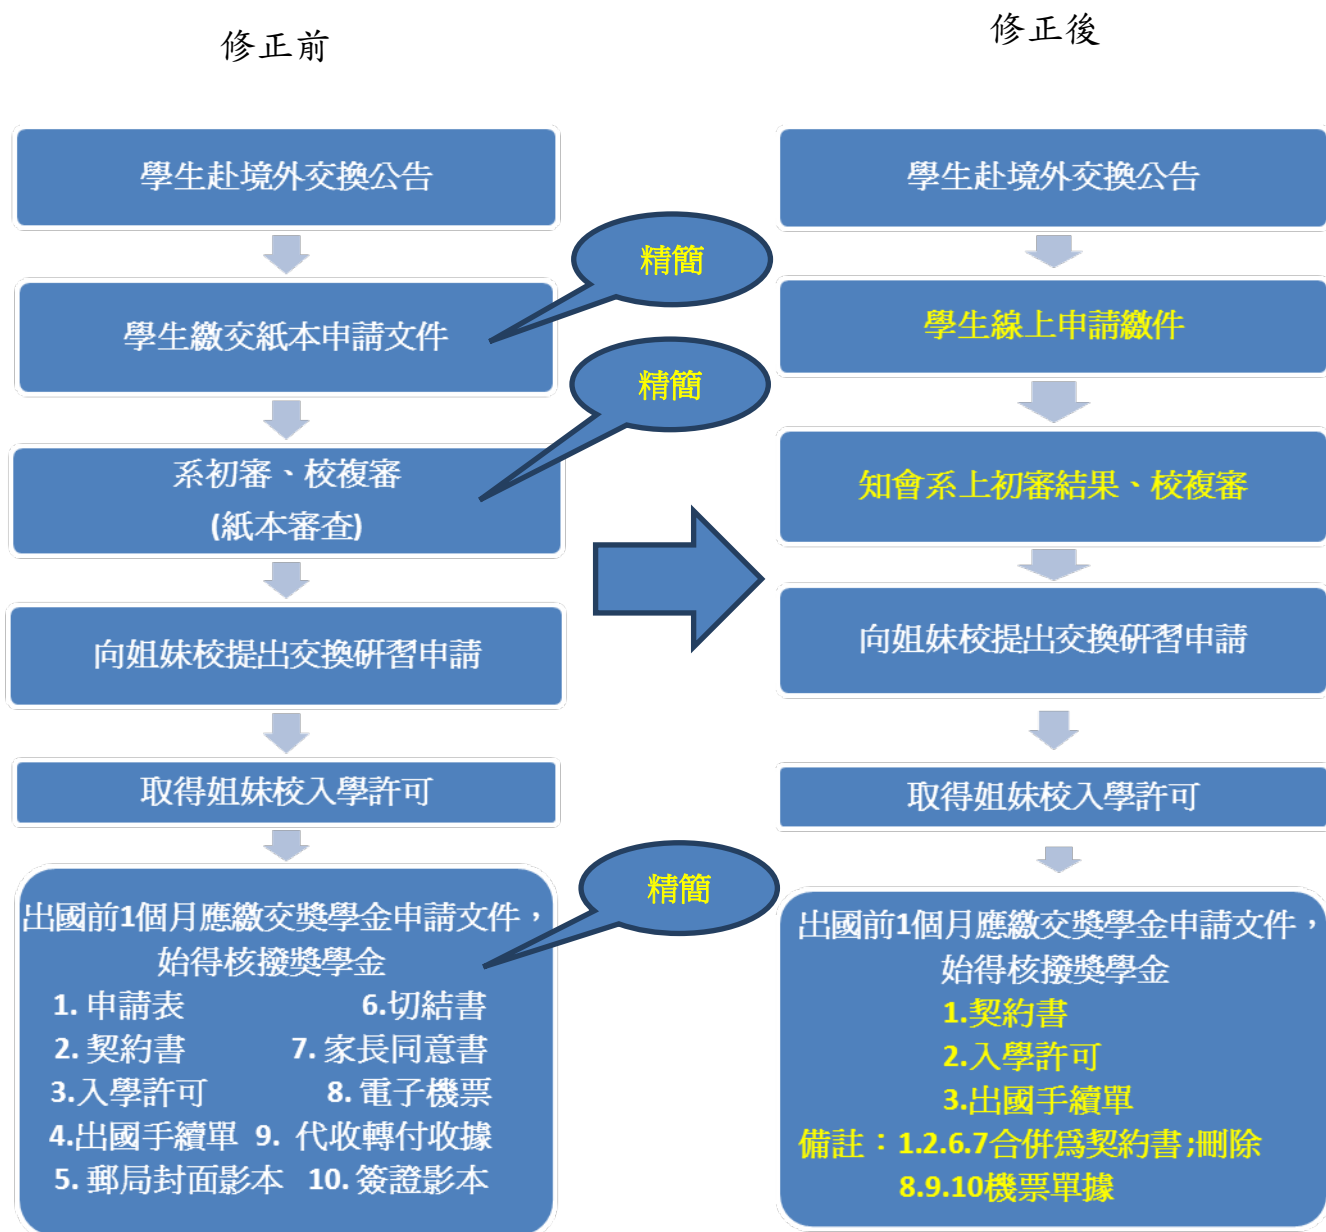 修正前
學生赴境外交換公告
精簡
學生繳交紙本申請文件
精簡
系初審、校複審
(紙本審查)
向姐妹校提出交換研習申請
取得姐妹校入學許可
精簡
出國前1個月應繳交獎學金申請文件，
始得核撥獎學金
1. 申請表 6.切結書
2. 契約書 7. 家長同意書
3.入學許可 8. 電子機票
4.出國手續單 9. 代收轉付收據
5. 郵局封面影本 10. 簽證影本
修正後
學生赴境外交換公告
學生線上申請繳件
知會系上初審結果、校複審
向姐妹校提出交換研習申請
取得姐妹校入學許可
出國前1個月應繳交獎學金申請文件，
始得核撥獎學金
1.契約書
2.入學許可
3.出國手續單
備註：1.2.6.7合併為契約書;刪除
8.9.10機票單據